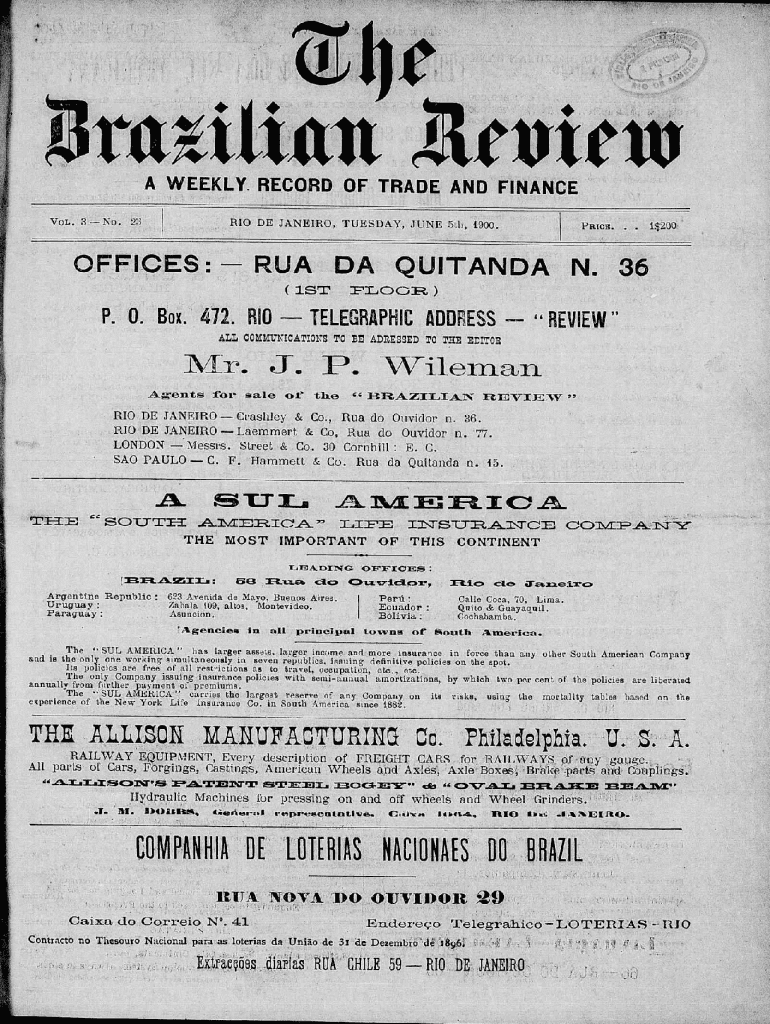 The
Brazilian Review
A WEEKLY RECORD OF TRADE AND FINANCE
VOL. 3 — No. 23
RIO DE JANEIRO, TUESDAY, JUNE 5th, 1900.
PRICE. . . 1$200
OFFICES: — RUA DA QUITANDA N. 36
(1ST FLOOR)
P. O. Box. 472. RIO — TELEGRAPHIC ADDRESS — "REVIEW"
ALL COMMUNICATIONS TO BE ADRESSED TO THE EDITOR
Mr. J. P. Wileman
Agents for sale of the "BRAZILIAN REVIEW"
RIO DE JANEIRO — Crashley & Co., Rua do Ouvidor n. 36.
RIO DE JANEIRO — Laemmert & Co, Rua do Ouvidor n. 77.
LONDON — Messrs. Street & Co. 30 Cornhill: E. C.
SAO PAULO — C. F. Hammett & Co. Rua da Quitanda n. 15.
A SUL AMERICA
THE "SOUTH AMERICA" LIFE INSURANCE COMPANY
THE MOST IMPORTANT OF THIS CONTINENT
LEADING OFFICES:
BRAZIL: 56 Rua do Ouvidor, Rio de Janeiro
Argentine Republic: 623 Avenida de Mayo, Buenos Aires.
Uruguay: Zabala 109, altos, Montevideo.
Paraguay: Asuncion.
Perú: Calle Coca, 70, Lima.
Ecuador: Quito & Guayaquil.
Bolivia: Cochabamba.
Agencies in all principal towns of South America.
The "SUL AMERICA" has larger assets, larger income and more insurance in force than any other South American Company
and is the only one working simultaneously in seven republics, issuing definitive policies on the spot.
Its policies are free of all restrictions as to travel, occupation, etc., etc.
The only Company issuing insurance policies with semi-annual amortizations, by which two per cent of the policies are liberated
annually from further payment of premiums.
The "SUL AMERICA" carries the largest reserve of any Company on its risks, using the mortality tables based on the
experience of the New York Life Insurance Co. in South America since 1882.
THE ALLISON MANUFACTURING Co. Philadelphia. U. S. A.
RAILWAY EQUIPMENT, Every description of FREIGHT CARS for RAILWAYS of any gauge.
All parts of Cars, Forgings, Castings, American Wheels and Axles, Axle Boxes, Brake parts and Couplings.
"ALLISON'S PATENT STEEL BOGEY" & "OVAL BRAKE BEAM"
Hydraulic Machines for pressing on and off wheels and Wheel Grinders.
J. M. DOBBS, General representative. Caixa 1064, RIO DE JANEIRO.
COMPANHIA DE LOTERIAS NACIONAES DO BRAZIL
RUA NOVA DO OUVIDOR 29
Caixa do Correio Nº. 41
Endereço Telegrahico - LOTERIAS - RIO
Contracto no Thesouro Nacional para as loterias da União de 31 de Dezembro de 1896.
Extracções diarias RUA CHILE 59 — RIO DE JANEIRO